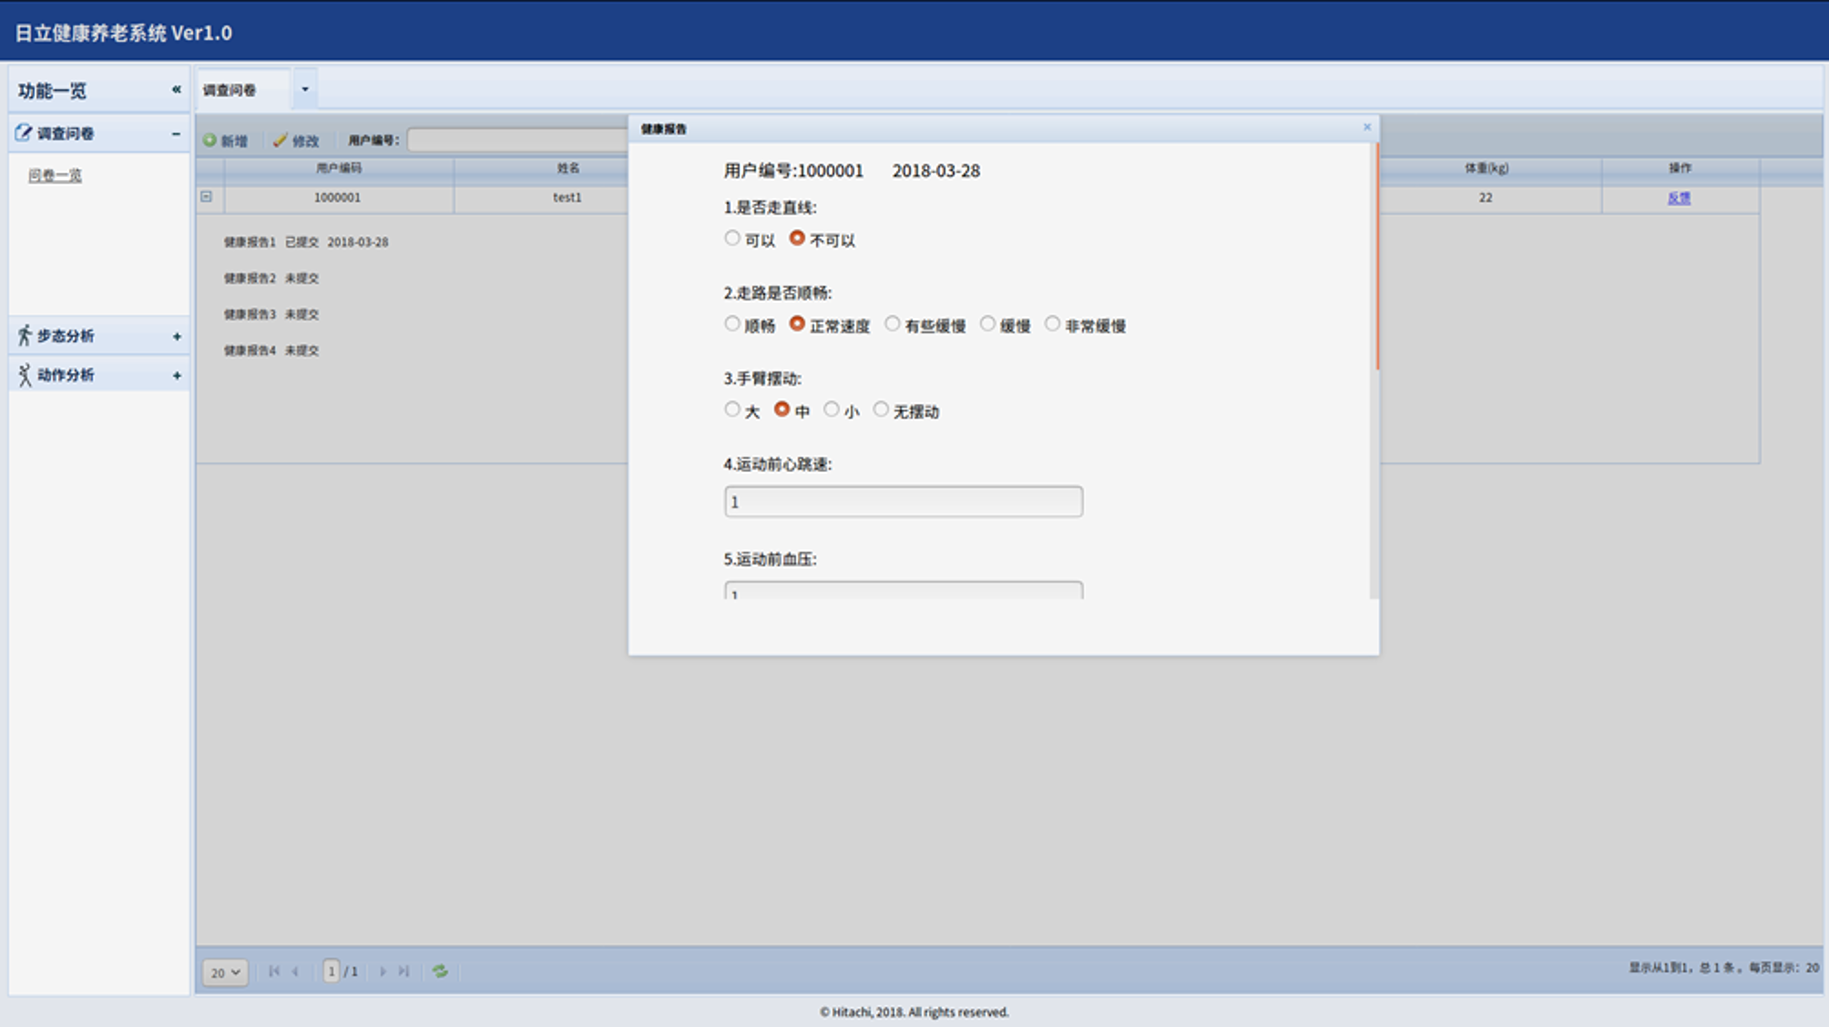 日立健康养老系统 Ver1.0
功能一览 «
调查问卷
问卷一览
步态分析
动作分析
调查问卷
新增 修改 用户编号:
用户编码 姓名 体重(kg) 操作
1000001 test1 22 反馈
健康报告1 已提交 2018-03-28
健康报告2 未提交
健康报告3 未提交
健康报告4 未提交
健康报告
用户编号:1000001 2018-03-28
1.是否走直线:
可以 不可以
2.走路是否顺畅:
顺畅 正常速度 有些缓慢 缓慢 非常缓慢
3.手臂摆动:
大 中 小 无摆动
4.运动前心跳速:
1
5.运动前血压:
1
20 1 / 1
显示从1到1，总 1 条 。每页显示：20
© Hitachi, 2018. All rights reserved.